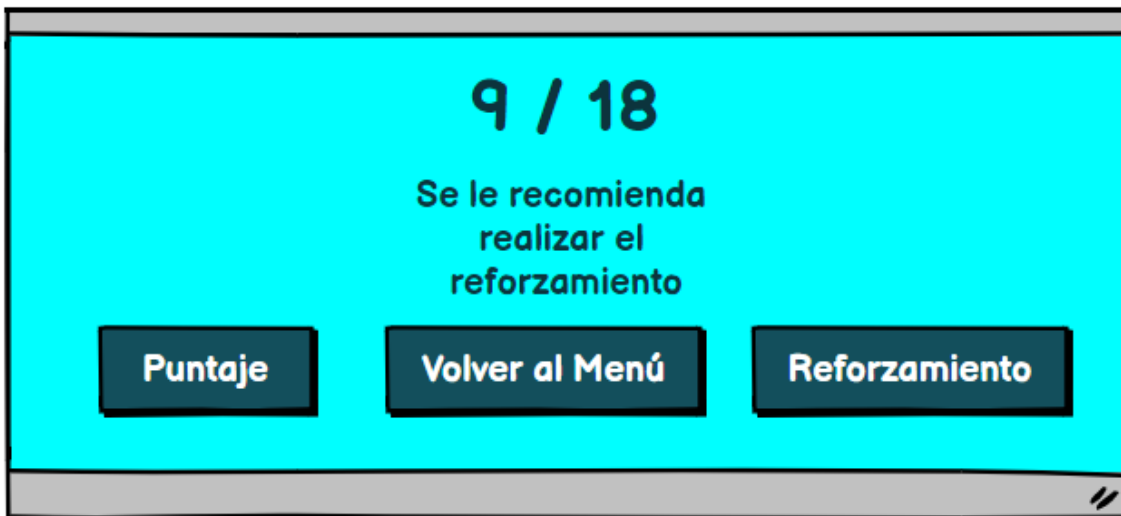 9 / 18
Se le recomienda
realizar el
reforzamiento
Puntaje
Volver al Menú
Reforzamiento